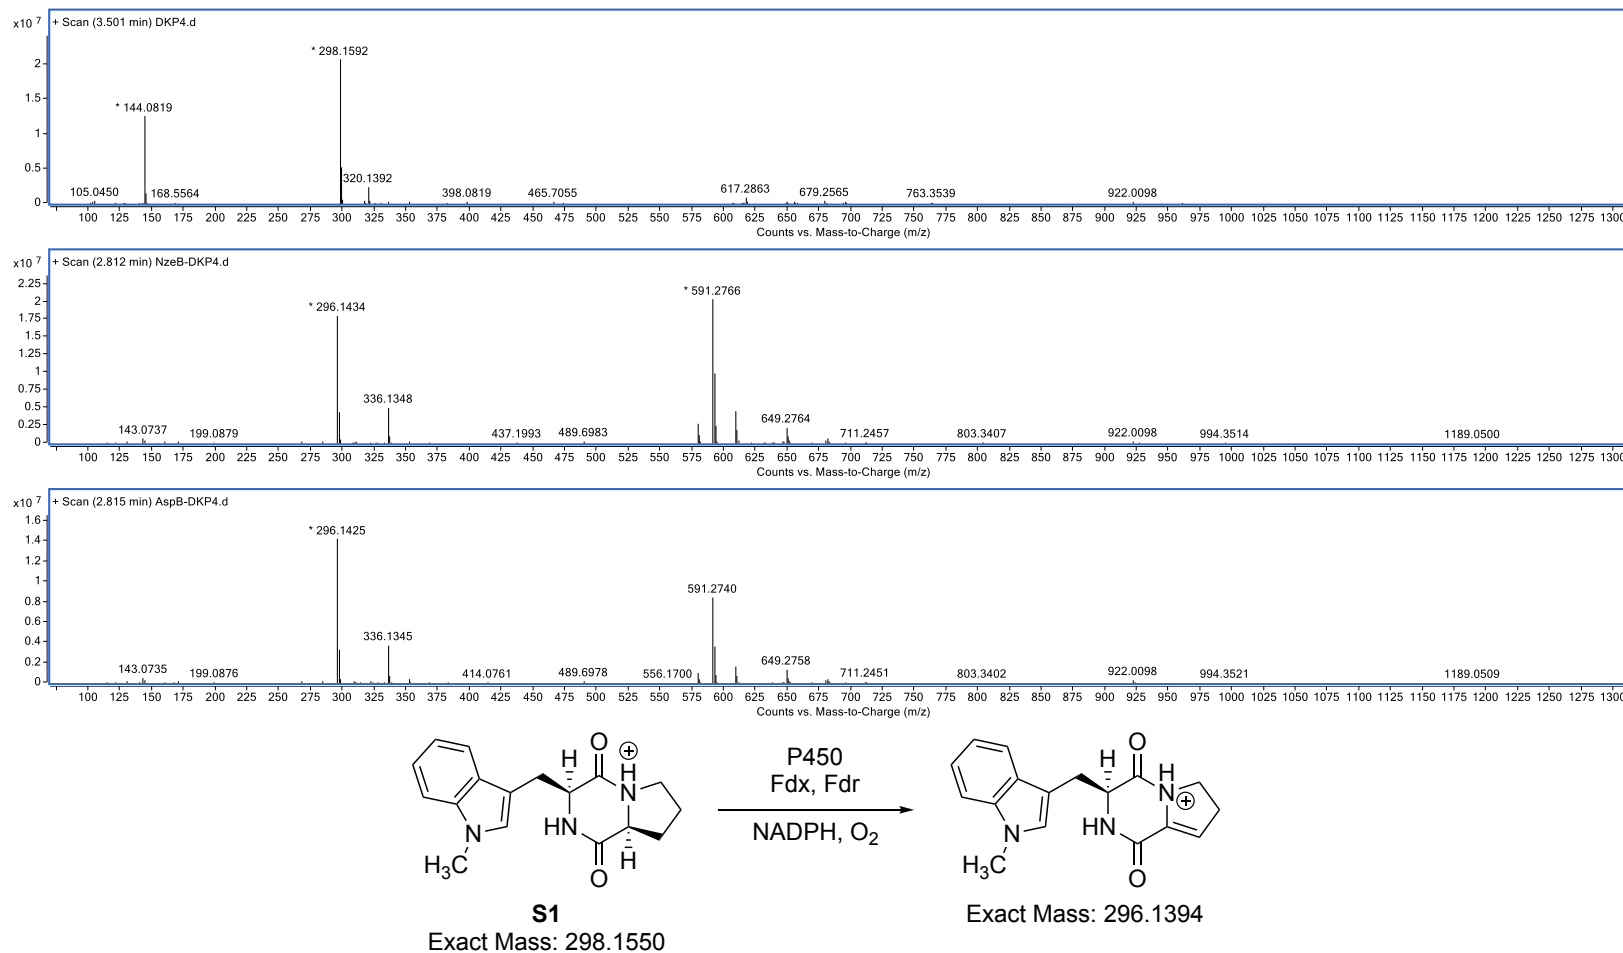 x10 7
+ Scan (3.501 min) DKP4.d
* 298.1592
2
1.5
* 144.0819
1
0.5
320.1392
105.0450 168.5564 398.0819 465.7055 617.2863 679.2565 763.3539 922.0098
0
100 125 150 175 200 225 250 275 300 325 350 375 400 425 450 475 500 525 550 575 600 625 650 675 700 725 750 775 800 825 850 875 900 925 950 975 1000 1025 1050 1075 1100 1125 1150 1175 1200 1225 1250 1275 1300
Counts vs. Mass-to-Charge (m/z)
x10 7
+ Scan (2.812 min) NzeB-DKP4.d
2.25
* 591.2766
2
* 296.1434
1.75
1.5
1.25
1
0.75
336.1348
0.5
649.2764
0.25
143.0737 199.0879 437.1993 489.6983 711.2457 803.3407 922.0098 994.3514 1189.0500
0
100 125 150 175 200 225 250 275 300 325 350 375 400 425 450 475 500 525 550 575 600 625 650 675 700 725 750 775 800 825 850 875 900 925 950 975 1000 1025 1050 1075 1100 1125 1150 1175 1200 1225 1250 1275 1300
Counts vs. Mass-to-Charge (m/z)
x10 7
+ Scan (2.815 min) AspB-DKP4.d
1.6
* 296.1425
1.4
1.2
1
591.2740
0.8
0.6
336.1345
0.4
649.2758
0.2
143.0735 199.0876 414.0761 489.6978 556.1700 711.2451 803.3402 922.0098 994.3521 1189.0509
0
100 125 150 175 200 225 250 275 300 325 350 375 400 425 450 475 500 525 550 575 600 625 650 675 700 725 750 775 800 825 850 875 900 925 950 975 1000 1025 1050 1075 1100 1125 1150 1175 1200 1225 1250 1275 1300
Counts vs. Mass-to-Charge (m/z)
H O ⊕ H N HN N H₃C O H
S1
Exact Mass: 298.1550
P450
Fdx, Fdr
NADPH, O₂
H O H N ⊕ HN N H₃C O
Exact Mass: 296.1394